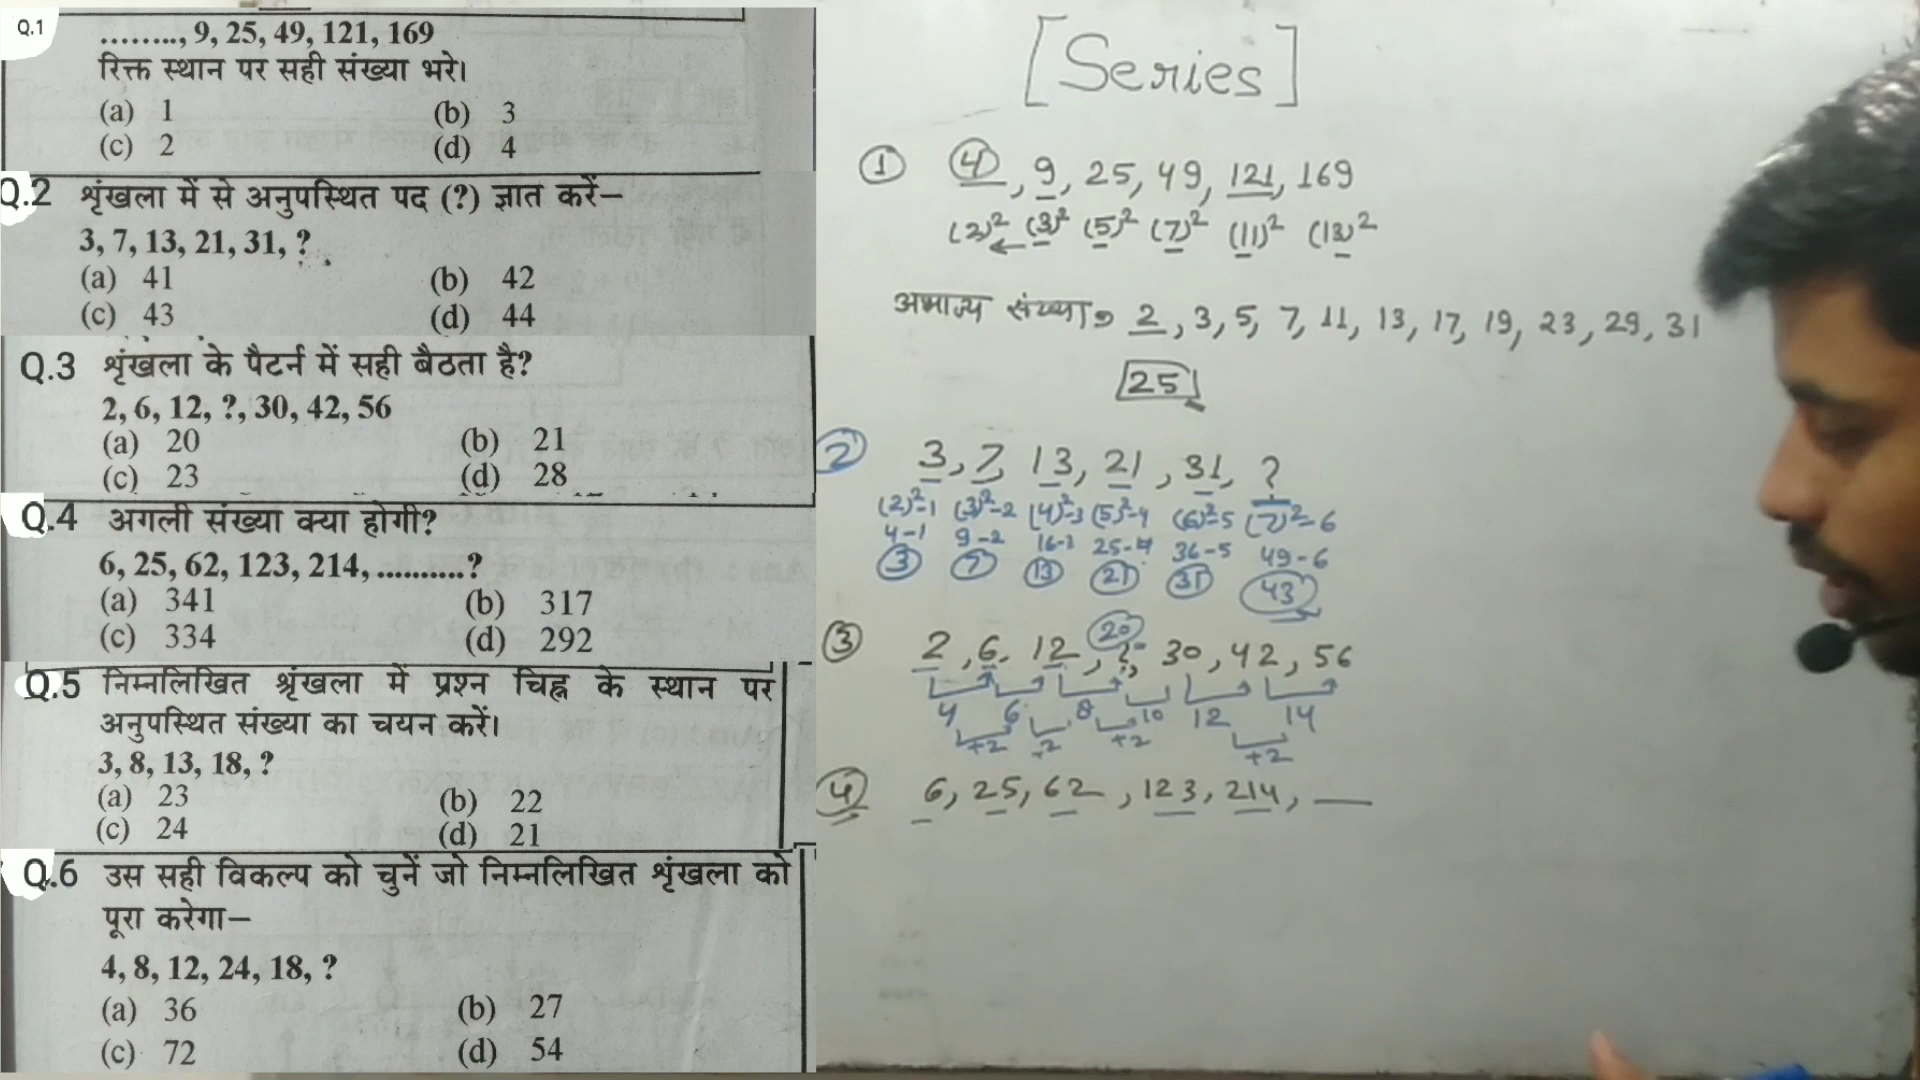 Q.1
........, 9, 25, 49, 121, 169
रिक्त स्थान पर सही संख्या भरे।
(a) 1 (b) 3
(c) 2 (d) 4
Q.2 शृंखला में से अनुपस्थित पद (?) ज्ञात करें–
3, 7, 13, 21, 31, ?
(a) 41 (b) 42
(c) 43 (d) 44
Q.3 शृंखला के पैटर्न में सही बैठता है?
2, 6, 12, ?, 30, 42, 56
(a) 20 (b) 21
(c) 23 (d) 28
Q.4 अगली संख्या क्या होगी?
6, 25, 62, 123, 214, ..........?
(a) 341 (b) 317
(c) 334 (d) 292
Q.5 निम्नलिखित श्रृंखला में प्रश्न चिह्न के स्थान पर
अनुपस्थित संख्या का चयन करें।
3, 8, 13, 18, ?
(a) 23 (b) 22
(c) 24 (d) 21
Q.6 उस सही विकल्प को चुनें जो निम्नलिखित शृंखला को
पूरा करेगा–
4, 8, 12, 24, 18, ?
(a) 36 (b) 27
(c) 72 (d) 54
[Series]
① 4, 9, 25, 49, 121, 169
(2)² (3)² (5)² (7)² (11)² (13)²
अभाज्य संख्या 2, 3, 5, 7, 11, 13, 17, 19, 23, 29, 31
25
② 3, 7, 13, 21, 31, ?
(2)²-1 (3)²-2 (4)²-3 (5)²-4 (6)²-5 (7)²-6
4-1 9-2 16-3 25-4 36-5 49-6
3 7 13 21 31 43
20
③ 2, 6, 12, ?, 30, 42, 56
4 6 8 10 12 14
+2 +2 +2 +2
④ 6, 25, 62, 123, 214, __